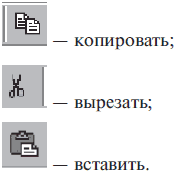 — копировать;
— вырезать;
— вставить.